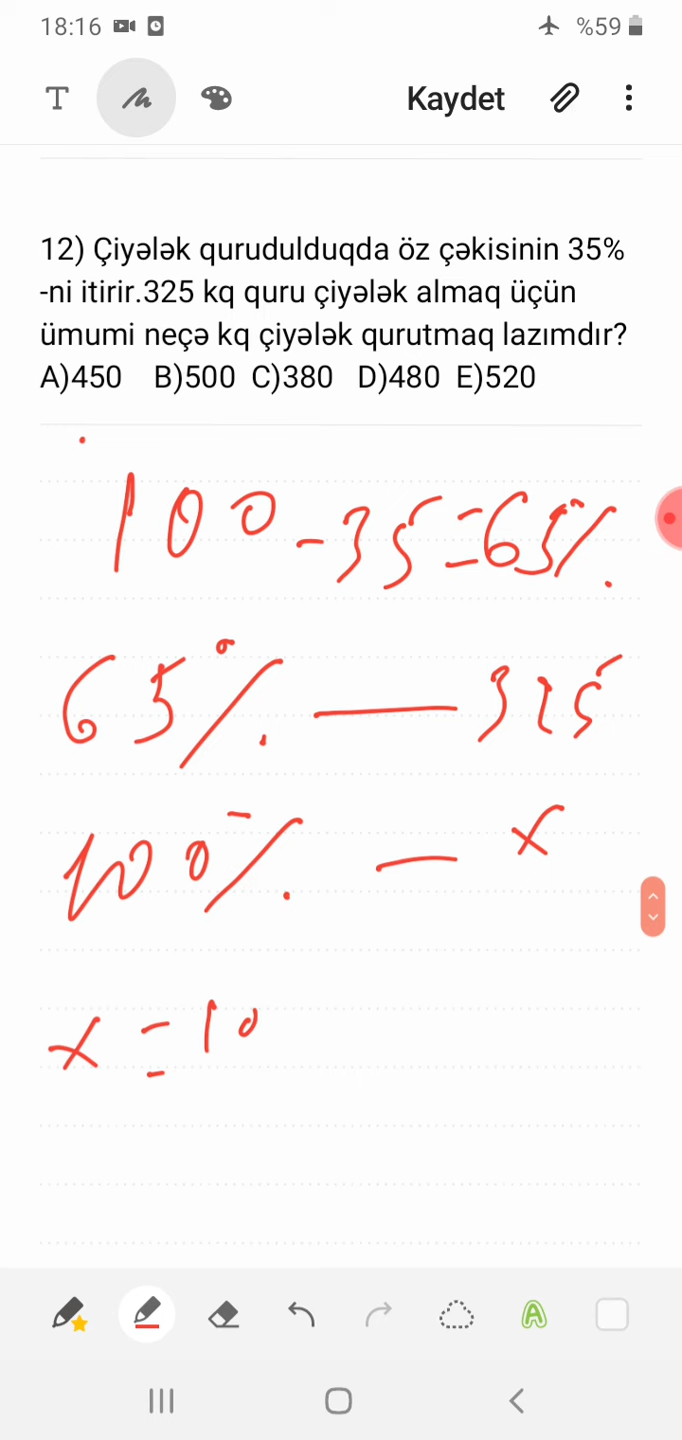 18:16 %59
Kaydet
12) Çiyələk qurudulduqda öz çəkisinin 35%
-ni itirir.325 kq quru çiyələk almaq üçün
ümumi neçə kq çiyələk qurutmaq lazımdır?
A)450 B)500 C)380 D)480 E)520
100-35=65%
65% — 325
100% — x
x = 10